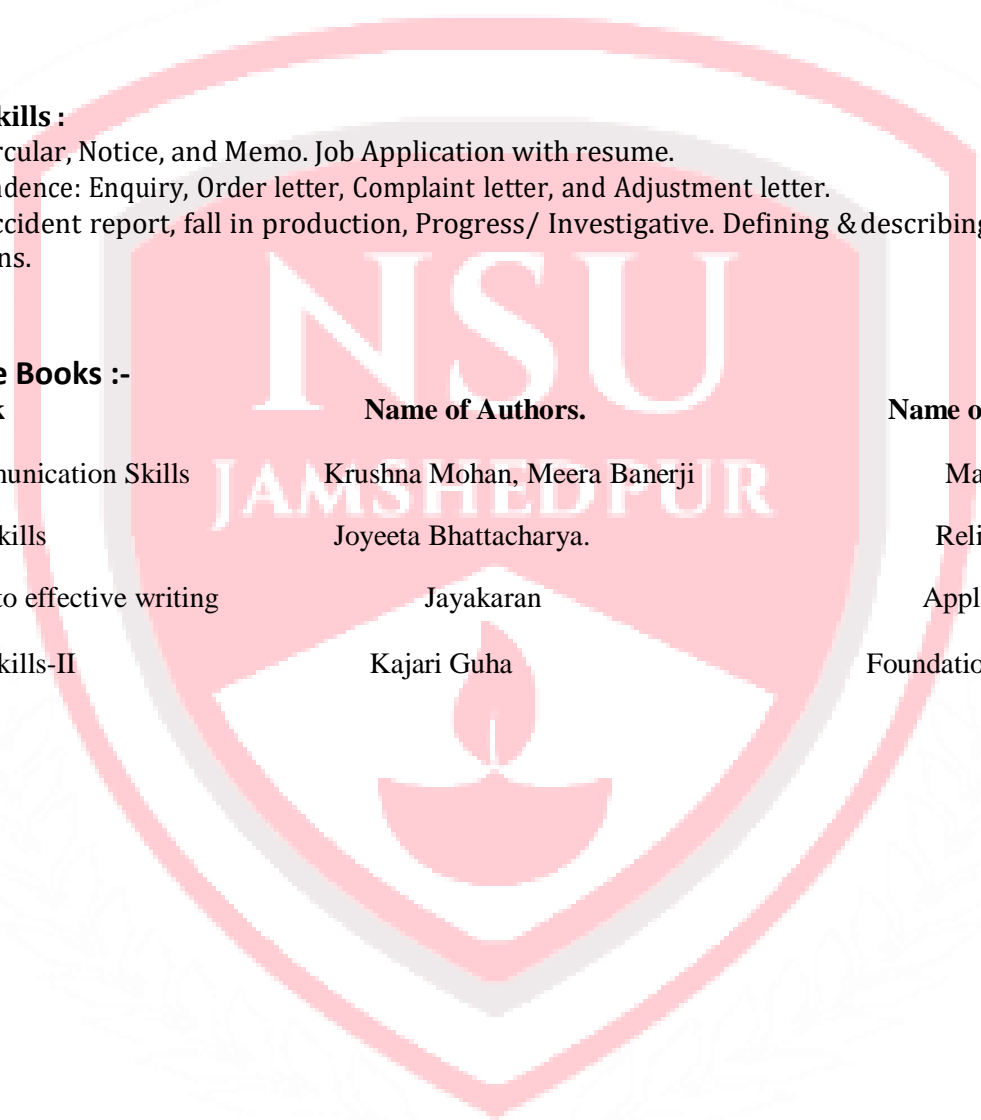 kills :
rcular, Notice, and Memo. Job Application with resume.
ndence: Enquiry, Order letter, Complaint letter, and Adjustment letter.
ccident report, fall in production, Progress/ Investigative. Defining & describing
ns.
NSU
e Books :-
k Name of Authors. Name o
JAMSHEDPUR
munication Skills Krushna Mohan, Meera Banerji Ma
kills Joyeeta Bhattacharya. Reli
to effective writing Jayakaran Appl
kills-II Kajari Guha Foundatio